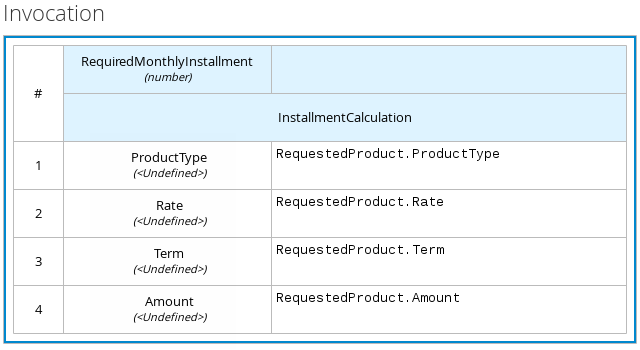 Invocation
#
RequiredMonthlyInstallment
(number)
InstallmentCalculation
1
ProductType
(<Undefined>)
RequestedProduct.ProductType
2
Rate
(<Undefined>)
RequestedProduct.Rate
3
Term
(<Undefined>)
RequestedProduct.Term
4
Amount
(<Undefined>)
RequestedProduct.Amount